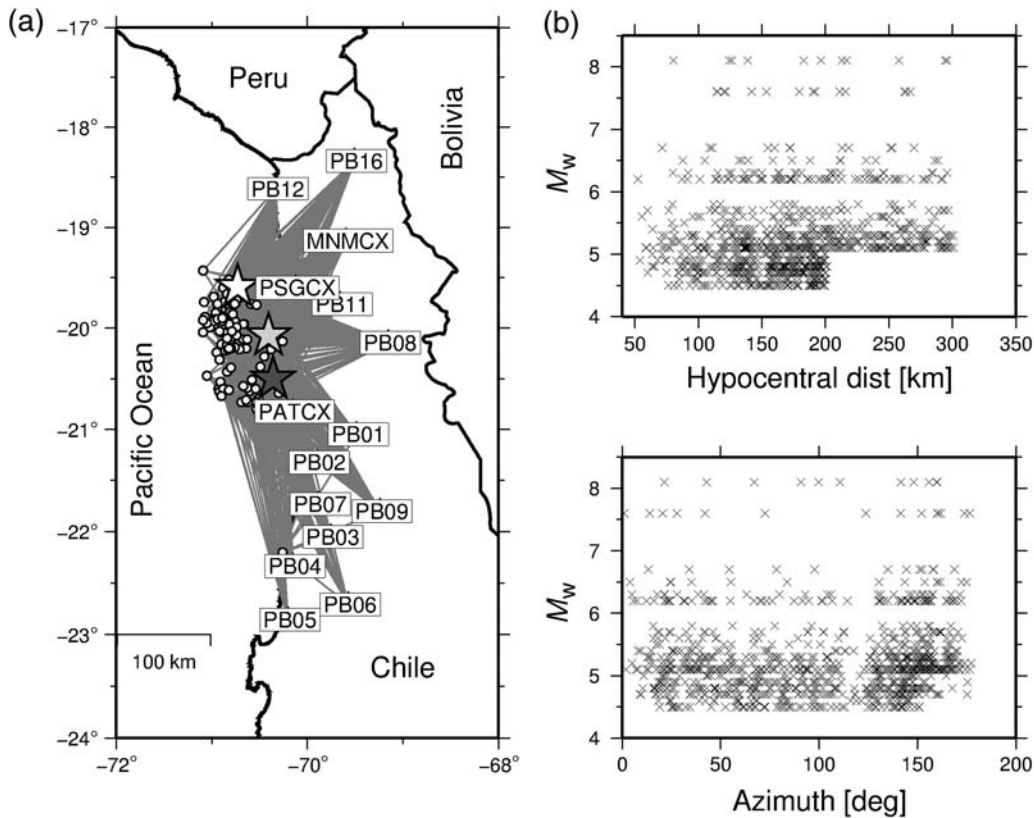 (a)
−17°
−18°
−19°
−20°
−21°
−22°
−23°
−24°
−72°
−70°
−68°
Peru
Bolivia
Pacific Ocean
Chile
PB16
PB12
MNMCX
PSGCX
PB11
PB08
PATCX
PB01
PB02
PB07
PB09
PB03
PB04
PB06
PB05
100 km
(b)
Mw
8
7
6
5
4
50
100
150
200
250
300
350
Hypocentral dist [km]
Mw
8
7
6
5
4
0
50
100
150
200
Azimuth [deg]